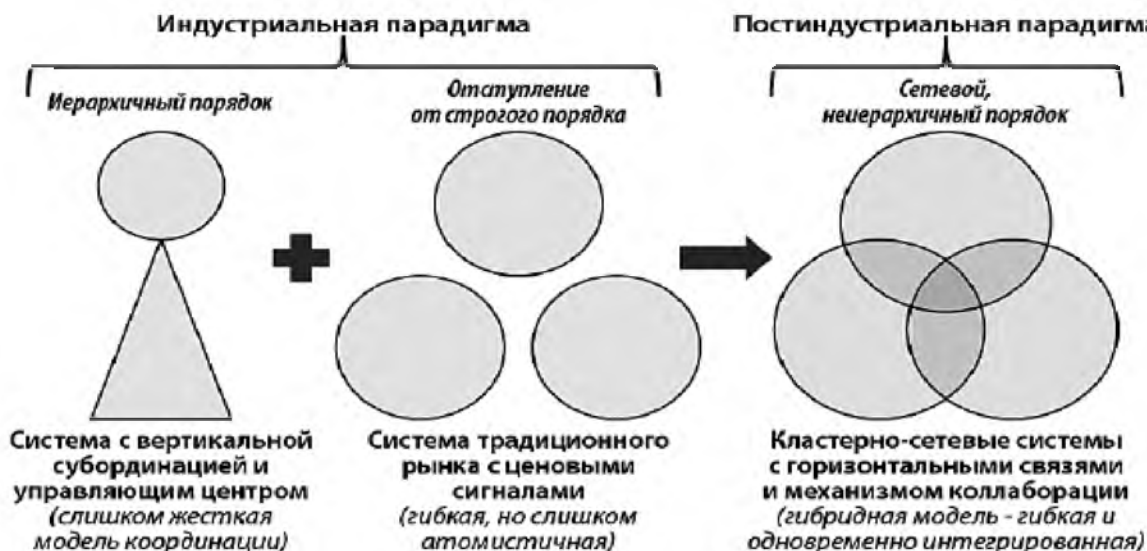 Индустриальная парадигма
Постиндустриальная парадигма
Иерархичный порядок
Отступление
от строгого порядка
Сетевой,
неиерархичный порядок
Система с вертикальной
субординацией и
управляющим центром
(слишком жесткая
модель координации)
Система традиционного
рынка с ценовыми
сигналами
(гибкая, но слишком
атомистичная)
Кластерно-сетевые системы
с горизонтальными связями
и механизмом коллаборации
(гибридная модель - гибкая и
одновременно интегрированная)